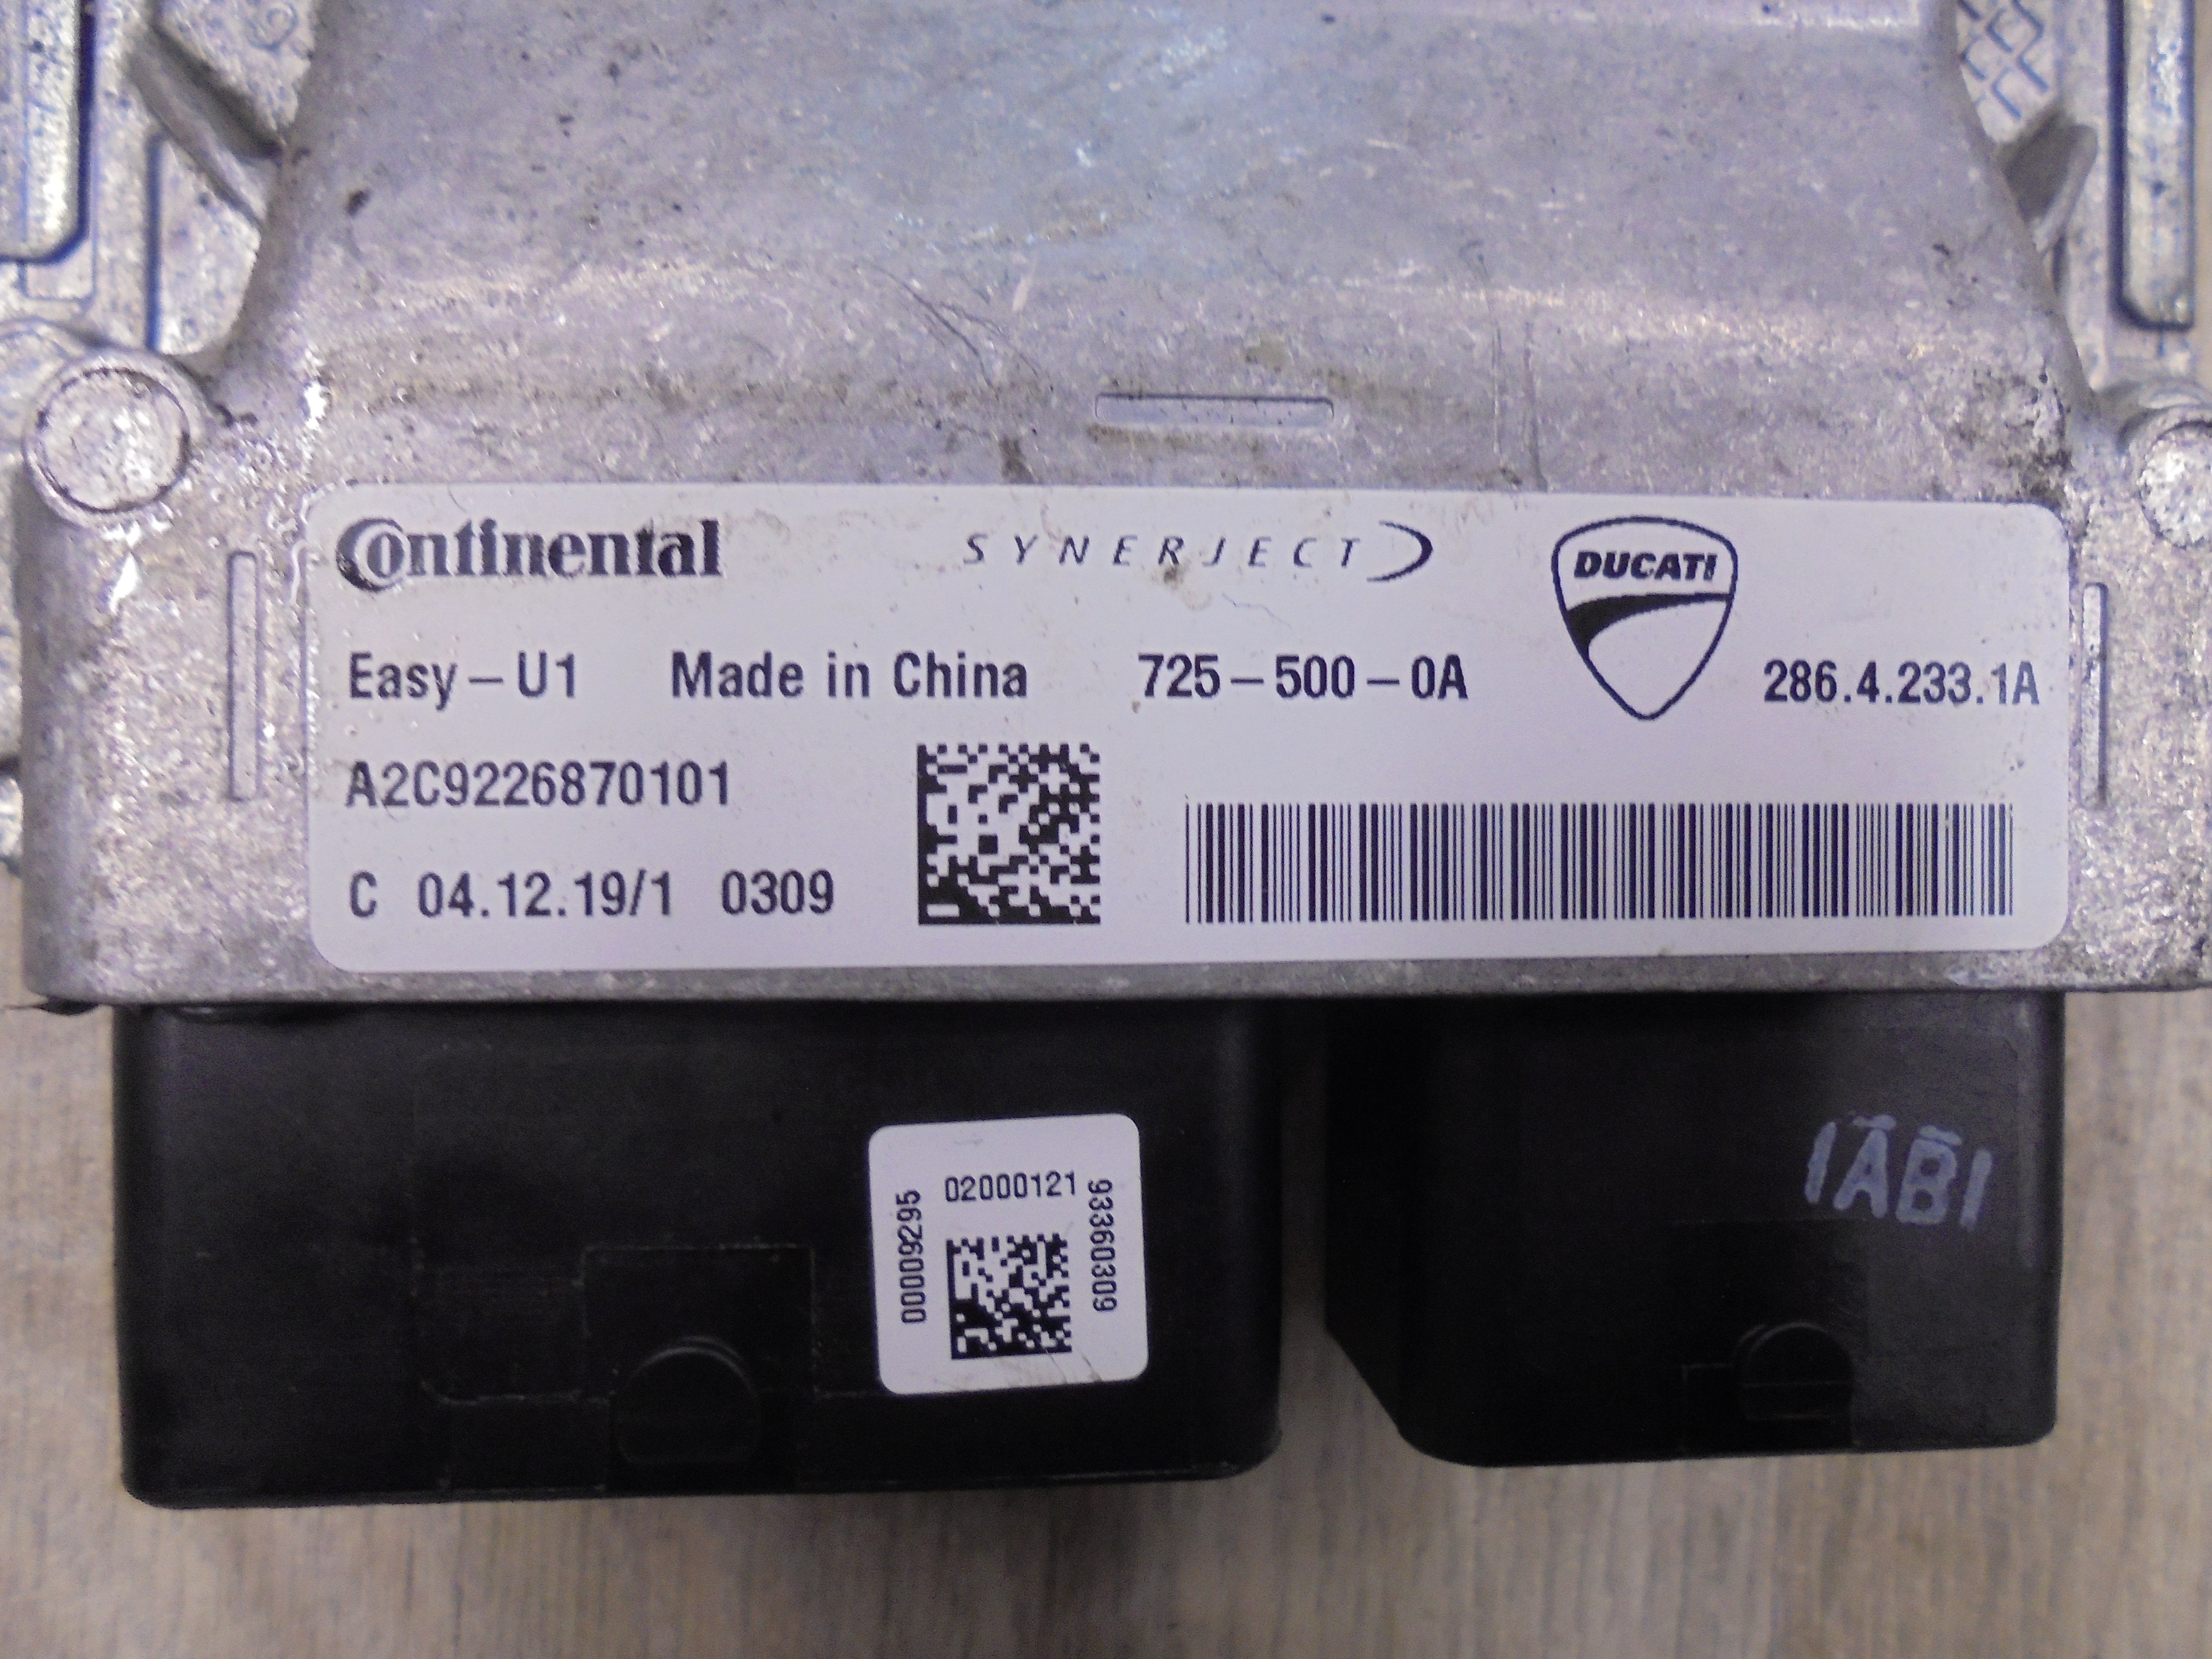 Continental SYNERJECT DUCATI
Easy-U1 Made in China 725-500-0A 286.4.233.1A
A2C9226870101
C 04.12.19/1 0309
02000121
00009295
93360309
IABI